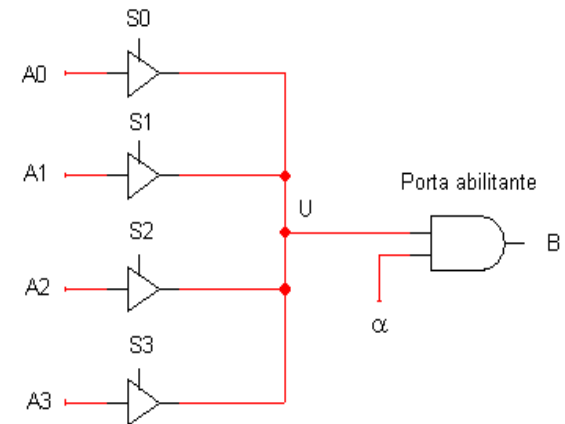 S0
A0
S1
A1
Porta abilitante
U
B
S2
A2
α
S3
A3